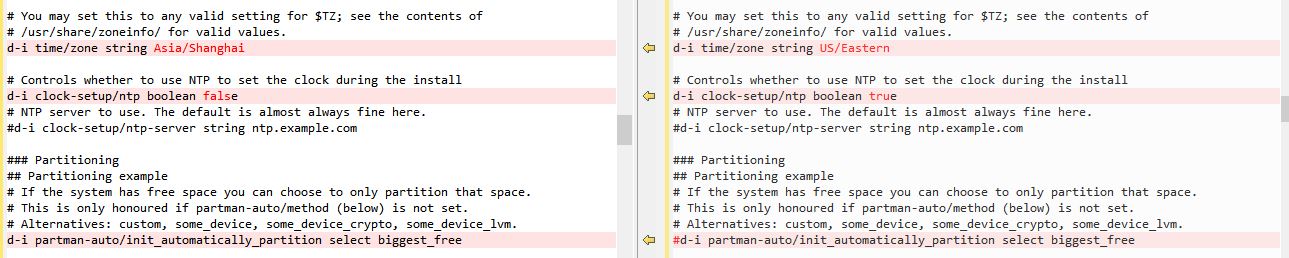 # You may set this to any valid setting for $TZ; see the contents of
# /usr/share/zoneinfo/ for valid values.
d-i time/zone string Asia/Shanghai

# Controls whether to use NTP to set the clock during the install
d-i clock-setup/ntp boolean false
# NTP server to use. The default is almost always fine here.
#d-i clock-setup/ntp-server string ntp.example.com

### Partitioning
## Partitioning example
# If the system has free space you can choose to only partition that space.
# This is only honoured if partman-auto/method (below) is not set.
# Alternatives: custom, some_device, some_device_crypto, some_device_lvm.
d-i partman-auto/init_automatically_partition select biggest_free

# You may set this to any valid setting for $TZ; see the contents of
# /usr/share/zoneinfo/ for valid values.
d-i time/zone string US/Eastern

# Controls whether to use NTP to set the clock during the install
d-i clock-setup/ntp boolean true
# NTP server to use. The default is almost always fine here.
#d-i clock-setup/ntp-server string ntp.example.com

### Partitioning
## Partitioning example
# If the system has free space you can choose to only partition that space.
# This is only honoured if partman-auto/method (below) is not set.
# Alternatives: custom, some_device, some_device_crypto, some_device_lvm.
#d-i partman-auto/init_automatically_partition select biggest_free